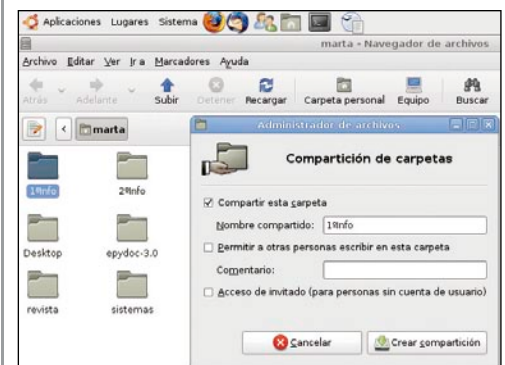 Aplicaciones Lugares Sistema
marta - Navegador de archivos
Archivo Editar Ver Ir a Marcadores Ayuda
Atrás Adelante Subir Detener Recargar Carpeta personal Equipo Buscar
marta
Administrador de archivos
Compartición de carpetas
1ºInfo 2ºInfo
Compartir esta carpeta
Nombre compartido: 1ºInfo
Permitir a otras personas escribir en esta carpeta
Desktop epydoc-3.0
Comentario:
Acceso de invitado (para personas sin cuenta de usuario)
revista sistemas
Cancelar Crear compartición